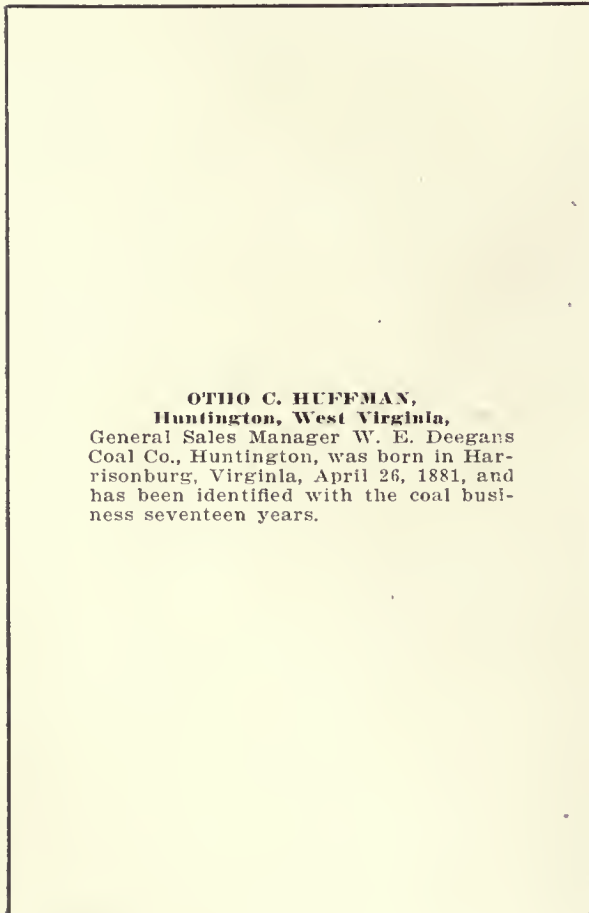 OTHO C. HUFFMAN,
Huntington, West Virginia,
General Sales Manager W. E. Deegans
Coal Co., Huntington, was born in Har-
risonburg, Virginia, April 26, 1881, and
has been identified with the coal busi-
ness seventeen years.